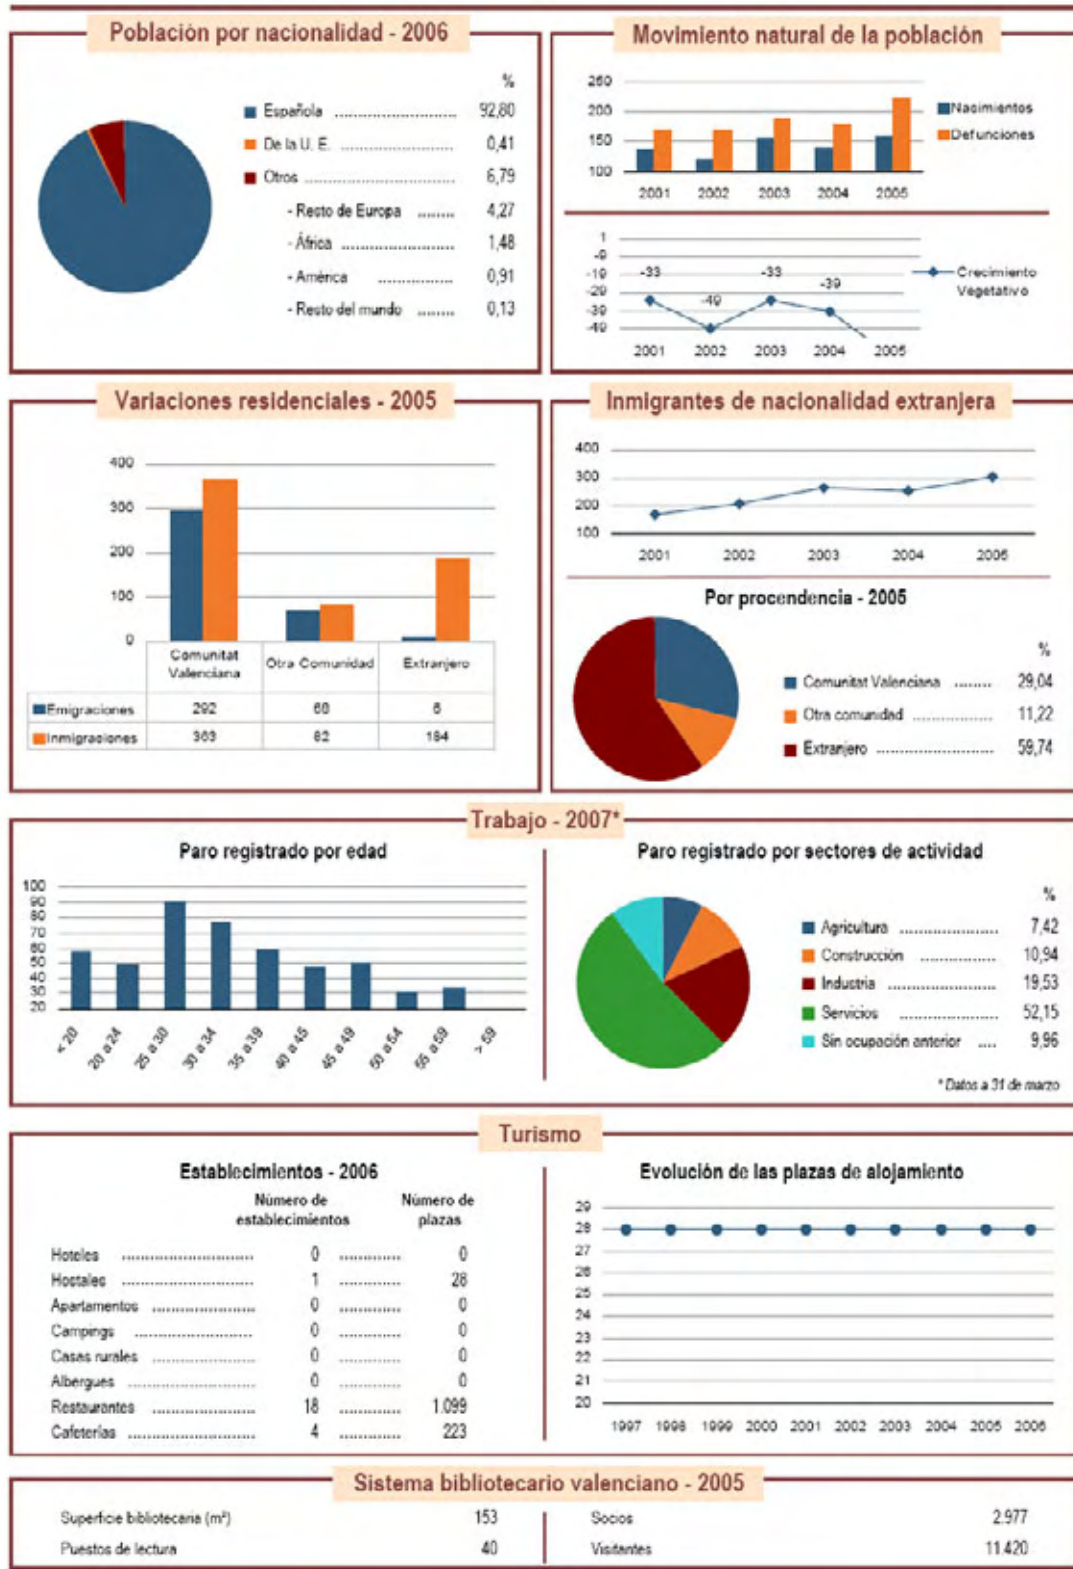 Población por nacionalidad - 2006
%
Española .................... 92,80
De la U. E. .................... 0,41
Otros .................... 6,79
- Resto de Europa ........ 4,27
- África .................. 1,48
- América ............ 0,91
- Resto del mundo ........ 0,13
Movimiento natural de la población
250
200
150
100
Nacimientos
Defunciones
2001 2002 2003 2004 2005
1
-9
-19
-29
-39
-49
-33 -49 -33 -39
Crecimiento
Vegetativo
2001 2002 2003 2004 2005
Variaciones residenciales - 2005
400
300
200
100
0
Comunitat Valenciana Otra Comunidad Extranjero
Emigraciones 292 68 6
Inmigraciones 363 82 184
Inmigrantes de nacionalidad extranjera
400
300
200
100
2001 2002 2003 2004 2005
Por procendencia - 2005
%
Comunitat Valenciana ........ 29,04
Otra comunidad .............. 11,22
Extranjero .................... 59,74
Trabajo - 2007*
Paro registrado por edad
100
90
80
70
60
50
40
30
20
< 20 20 a 24 25 a 30 30 a 34 35 a 39 40 a 45 45 a 49 50 a 54 55 a 59 > 59
Paro registrado por sectores de actividad
%
Agricultura .................... 7,42
Construcción ................ 10,94
Industria ...................... 19,53
Servicios ...................... 52,15
Sin ocupación anterior .... 9,96
* Datos a 31 de marzo
Turismo
Establecimientos - 2006
Número de establecimientos Número de plazas
Hoteles .......................... 0 ............ 0
Hostales ........................ 1 ............ 28
Apartamentos .................... 0 ............ 0
Campings ........................ 0 ............ 0
Casas rurales .................... 0 ............ 0
Albergues ........................ 0 ............ 0
Restaurantes .................... 18 ............ 1.099
Cafeterías ........................ 4 ............ 223
Evolución de las plazas de alojamiento
29
28
27
26
25
24
23
22
21
20
1997 1998 1999 2000 2001 2002 2003 2004 2005 2006
Sistema bibliotecario valenciano - 2005
Superficie bibliotecaria (m²) 153
Puestos de lectura 40
Socios 2.977
Visitantes 11.420